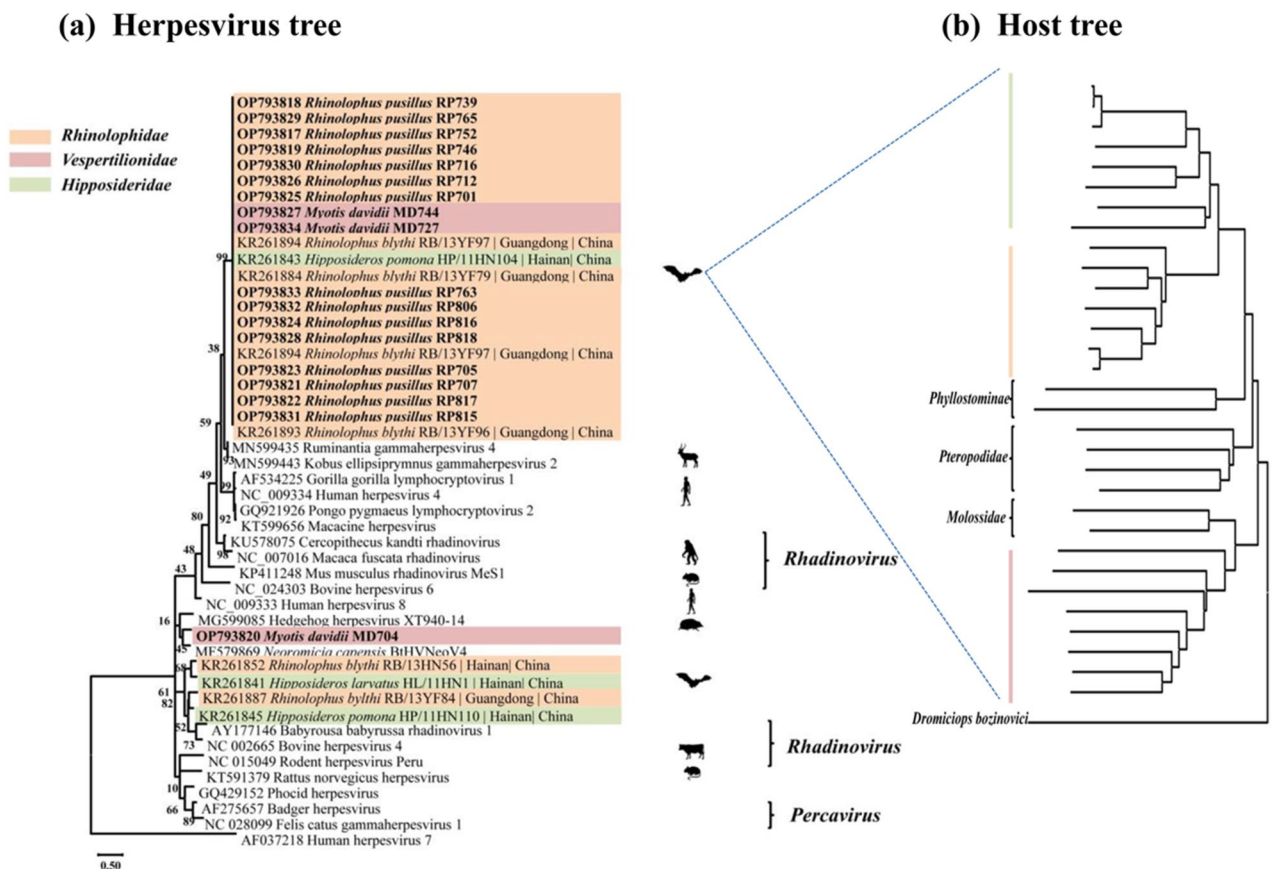 (a) Herpesvirus tree
(b) Host tree
Rhinolophidae
Vespertilionidae
Hipposideridae
OP793818 Rhinolophus pusillus RP739
OP793829 Rhinolophus pusillus RP765
OP793817 Rhinolophus pusillus RP752
OP793819 Rhinolophus pusillus RP746
OP793830 Rhinolophus pusillus RP716
OP793826 Rhinolophus pusillus RP712
OP793825 Rhinolophus pusillus RP701
OP793827 Myotis davidii MD744
OP793834 Myotis davidii MD727
KR261894 Rhinolophus blythi RB/13YF97 | Guangdong | China
99 KR261843 Hipposideros pomona HP/11HN104 | Hainan| China
KR261884 Rhinolophus blythi RB/13YF79 | Guangdong | China
OP793833 Rhinolophus pusillus RP763
OP793832 Rhinolophus pusillus RP806
OP793824 Rhinolophus pusillus RP816
OP793828 Rhinolophus pusillus RP818
38 KR261894 Rhinolophus blythi RB/13YF97 | Guangdong | China
OP793823 Rhinolophus pusillus RP705
OP793821 Rhinolophus pusillus RP707
OP793822 Rhinolophus pusillus RP817
OP793831 Rhinolophus pusillus RP815
59
KR261893 Rhinolophus blythi RB/13YF96 | Guangdong | China
MN599435 Ruminantia gammaherpesvirus 4
93 MN599443 Kobus ellipsiprymnus gammaherpesvirus 2
49 AF534225 Gorilla gorilla lymphocryptovirus 1
99 NC_009334 Human herpesvirus 4
GQ921926 Pongo pygmaeus lymphocryptovirus 2
80 92 KT599656 Macacine herpesvirus
KU578075 Cercopithecus kandti rhadinovirus
48 98 NC_007016 Macaca fuscata rhadinovirus
43 KP411248 Mus musculus rhadinovirus MeS1
NC_024303 Bovine herpesvirus 6
NC_009333 Human herpesvirus 8
16 MG599085 Hedgehog herpesvirus XT940-14
OP793820 Myotis davidii MD704
45 MF579869 Neoromicia capensis BtHVNeoV4
68 KR261852 Rhinolophus blythi RB/13HN56 | Hainan| China
KR261841 Hipposideros larvatus HL/11HN1 | Hainan| China
61
82 KR261887 Rhinolophus bylthi RB/13YF84 | Guangdong | China
KR261845 Hipposideros pomona HP/11HN110 | Hainan| China
52 AY177146 Babyrousa babyrussa rhadinovirus 1
73 NC 002665 Bovine herpesvirus 4
NC 015049 Rodent herpesvirus Peru
KT591379 Rattus norvegicus herpesvirus
10 GQ429152 Phocid herpesvirus
66 AF275657 Badger herpesvirus
89 NC 028099 Felis catus gammaherpesvirus 1
AF037218 Human herpesvirus 7
0.50
Rhadinovirus
Rhadinovirus
Percavirus
Phyllostominae
Pteropodidae
Molossidae
Dromiciops bozinovici